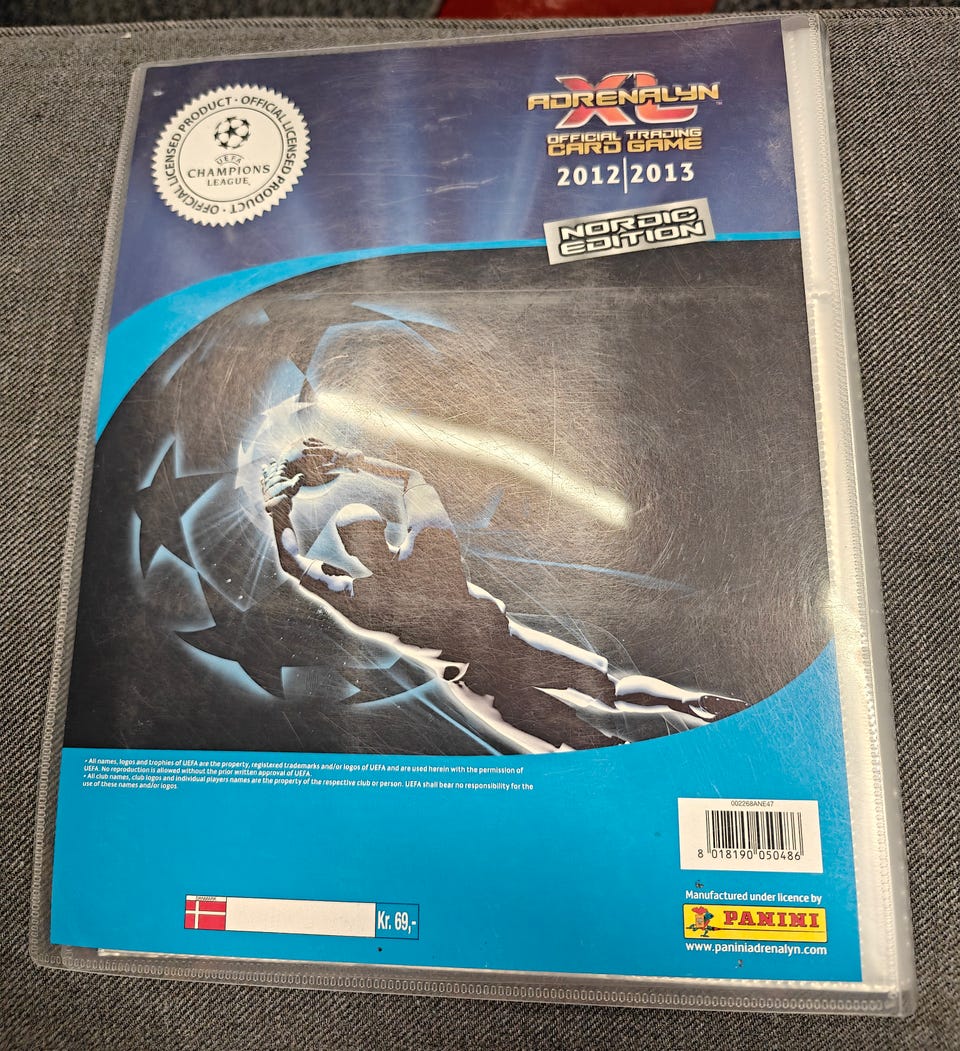 OFFICIAL LICENSED PRODUCT · OFFICIAL LICENSED PRODUCT ·
UEFA
CHAMPIONS
LEAGUE
XL
ADRENALYN
TM
OFFICIAL TRADING
CARD GAME
2012|2013
NORDIC
EDITION
• All names, logos and trophies of UEFA are the property, registered trademarks and/or logos of UEFA and are used herein with the permission of
UEFA. No reproduction is allowed without the prior written approval of UEFA.
• All club names, club logos and individual players names are the property of the respective club or person. UEFA shall bear no responsibility for the
use of these names and/or logos.
002268ANE47
8 018190 050486
Manufactured under licence by
PANINI
www.paniniadrenalyn.com
Kr. 69,-